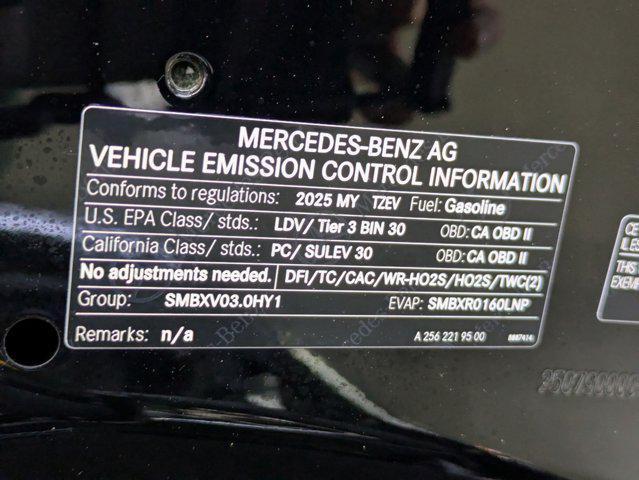 MERCEDES-BENZ AG
VEHICLE EMISSION CONTROL INFORMATION
Conforms to regulations: 2025 MY TZEV Fuel: Gasoline
U.S. EPA Class/ stds.: LDV/ Tier 3 BIN 30 OBD: CA OBD II
California Class/ stds.: PC/ SULEV 30 OBD: CA OBD II
No adjustments needed. DFI/TC/CAC/WR-HO2S/HO2S/TWC(2)
Group: SMBXV03.0HY1 EVAP: SMBXR0160LNP
Remarks: n/a A 256 221 95 00
CE
THIS
EXEMP